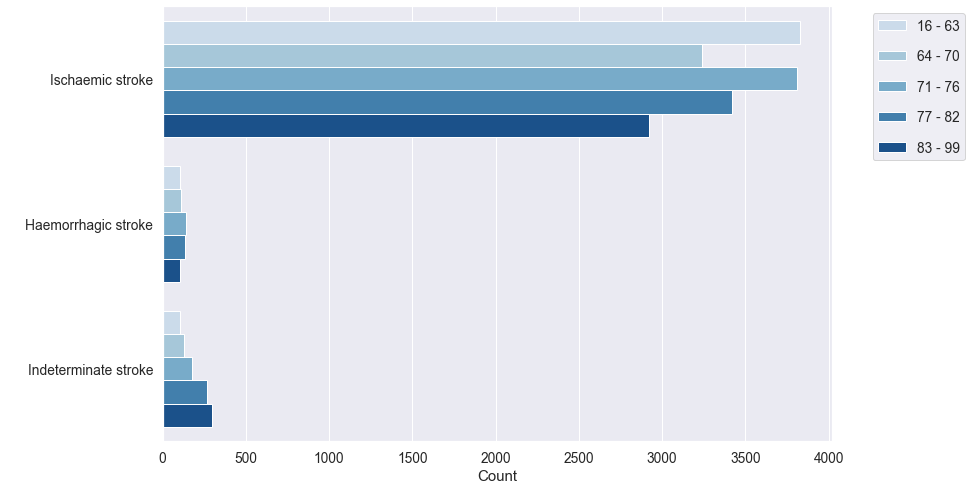 16 - 63
64 - 70
71 - 76
77 - 82
83 - 99
Ischaemic stroke
Haemorrhagic stroke
Indeterminate stroke
0 500 1000 1500 2000 2500 3000 3500 4000
Count